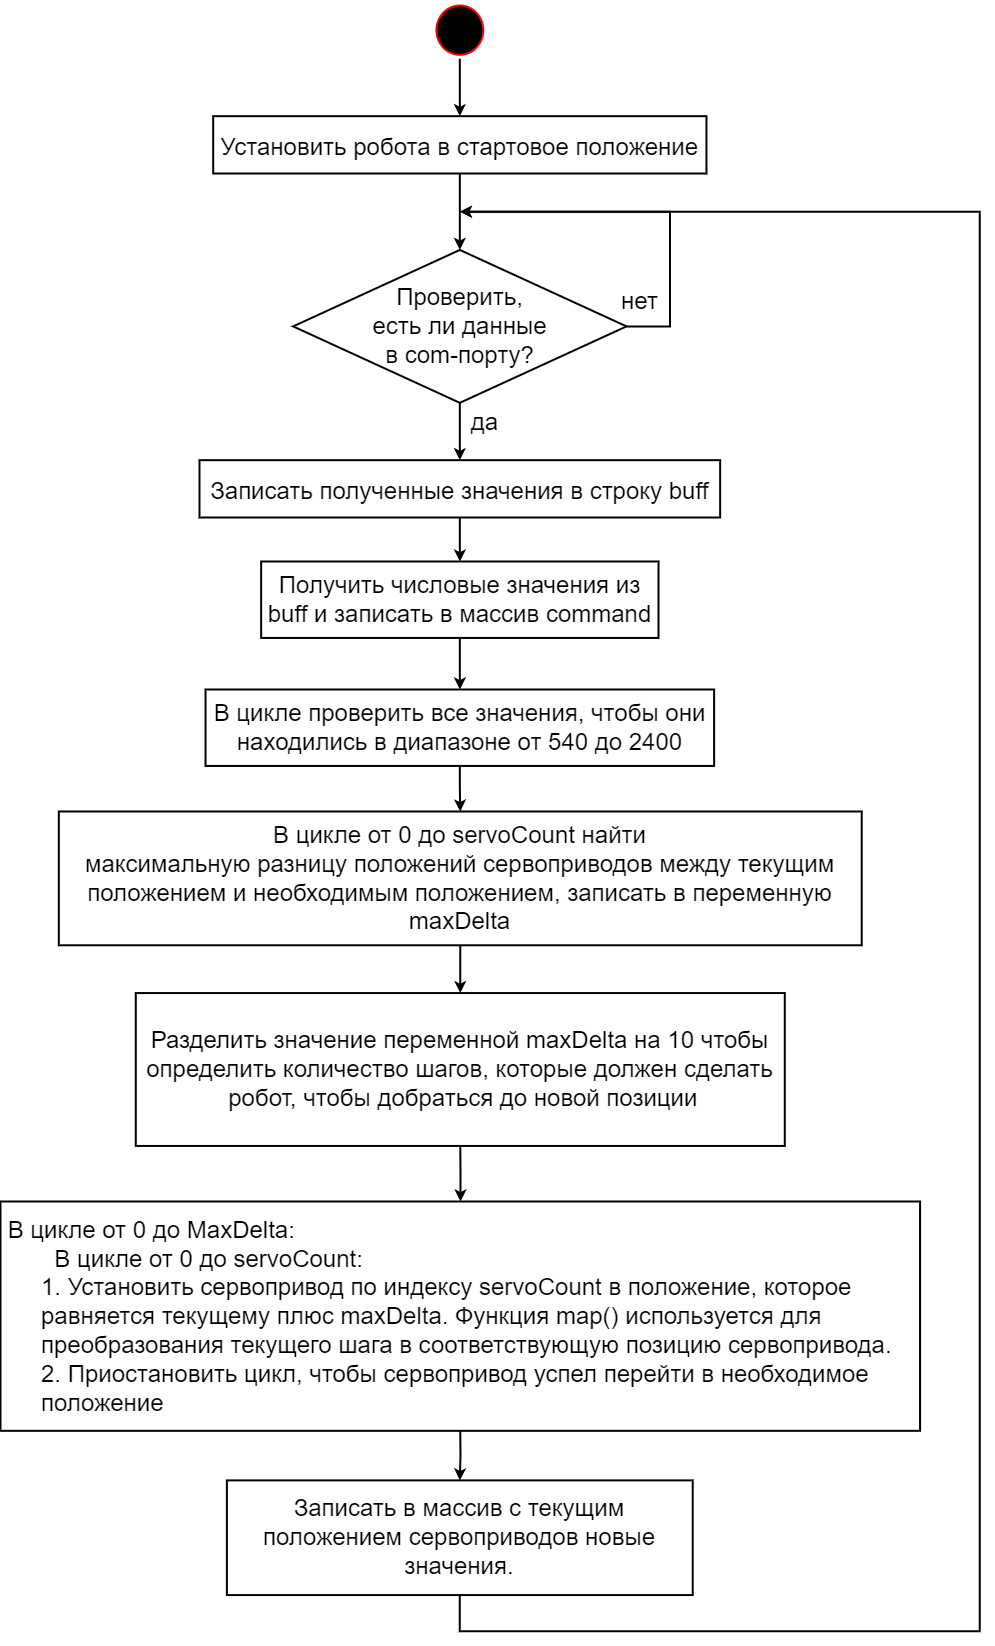 Установить робота в стартовое положение
Проверить,
есть ли данные
в com-порту?
нет
да
Записать полученные значения в строку buff
Получить числовые значения из
buff и записать в массив command
В цикле проверить все значения, чтобы они
находились в диапазоне от 540 до 2400
В цикле от 0 до servoCount найти
максимальную разницу положений сервоприводов между текущим
положением и необходимым положением, записать в переменную
maxDelta
Разделить значение переменной maxDelta на 10 чтобы
определить количество шагов, которые должен сделать
робот, чтобы добраться до новой позиции
В цикле от 0 до MaxDelta:
В цикле от 0 до servoCount:
1. Установить сервопривод по индексу servoCount в положение, которое
равняется текущему плюс maxDelta. Функция map() используется для
преобразования текущего шага в соответствующую позицию сервопривода.
2. Приостановить цикл, чтобы сервопривод успел перейти в необходимое
положение
Записать в массив с текущим
положением сервоприводов новые
значения.